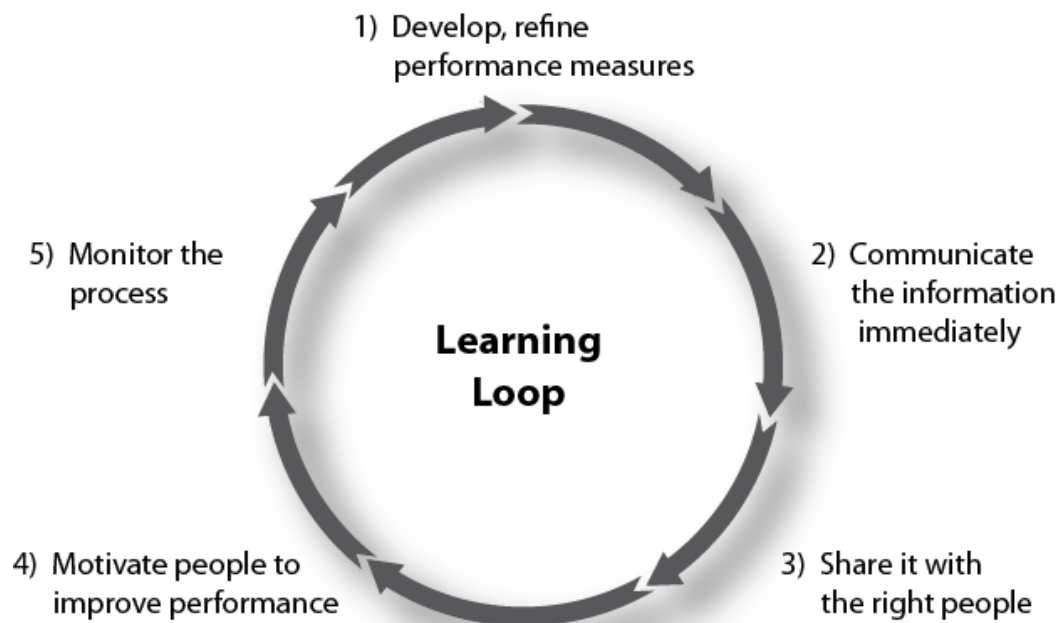 1) Develop, refine
performance measures
2) Communicate
the information
immediately
3) Share it with
the right people
4) Motivate people to
improve performance
5) Monitor the
process
Learning
Loop